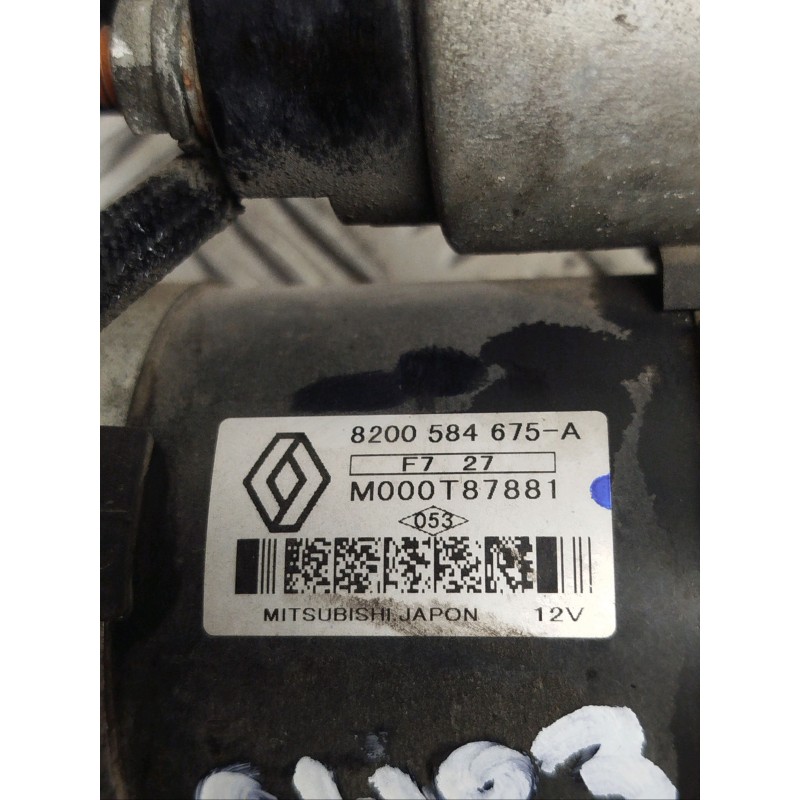 8200 584 675-A
F7 27
M000T87881
053
MITSUBISHI.JAPON 12V